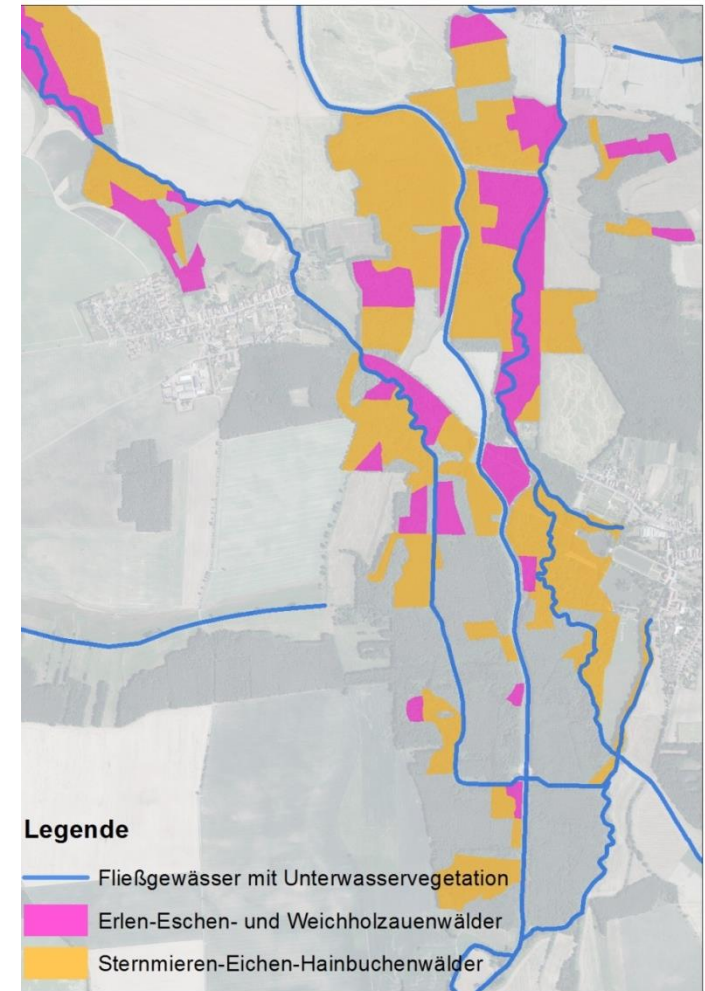 Legende
Fließgewässer mit Unterwasservegetation
Erlen-Eschen- und Weichholzauenwälder
Sternmieren-Eichen-Hainbuchenwälder